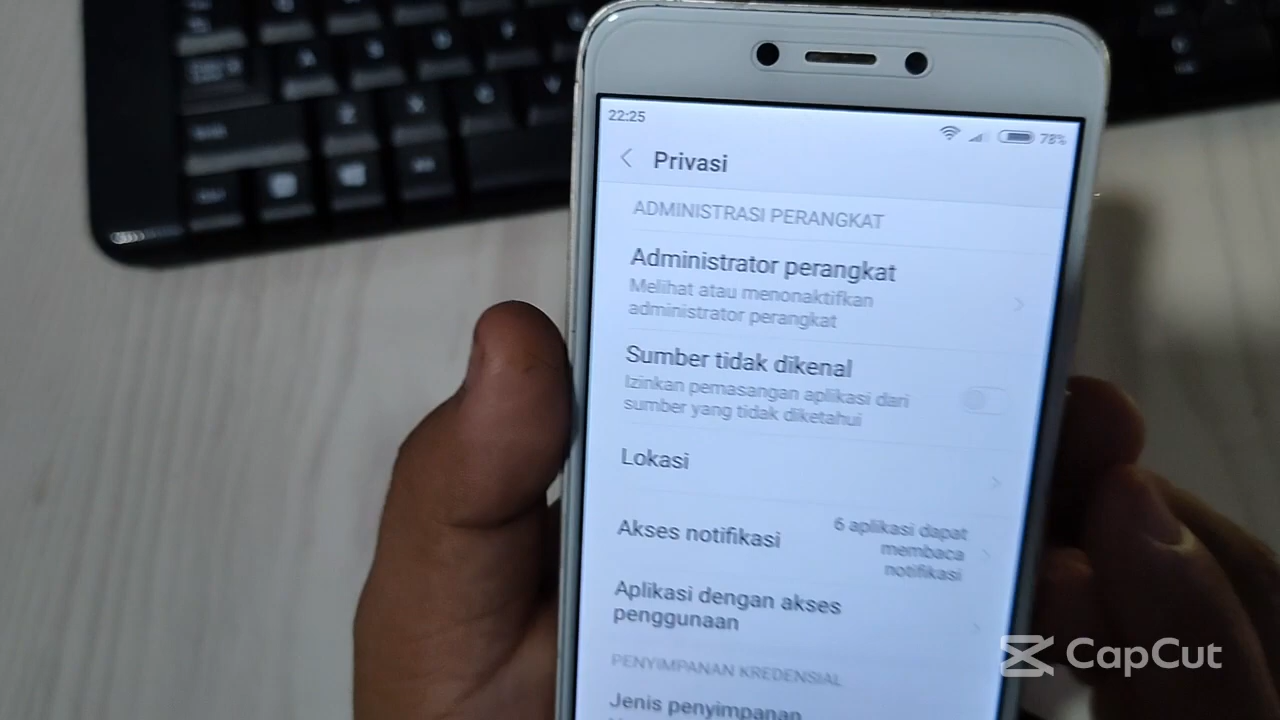 22:25
78%
Privasi
ADMINISTRASI PERANGKAT
Administrator perangkat
Melihat atau menonaktifkan
administrator perangkat
Sumber tidak dikenal
Izinkan pemasangan aplikasi dari
sumber yang tidak diketahui
Lokasi
Akses notifikasi
6 aplikasi dapat
membaca
notifikasi
Aplikasi dengan akses
penggunaan
PENYIMPANAN KREDENSIAL
Jenis penyimpanan
CapCut